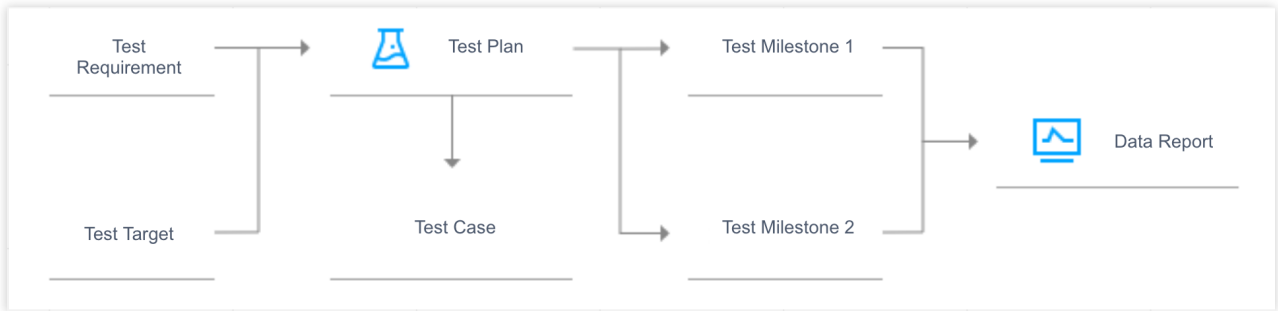 Test
Requirement
Test Plan
Test Milestone 1
Data Report
Test Target
Test Case
Test Milestone 2